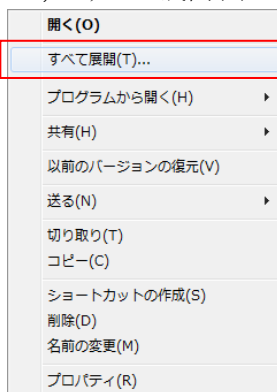 開く(O)
すべて展開(T)...
プログラムから開く(H)
共有(H)
以前のバージョンの復元(V)
送る(N)
切り取り(T)
コピー(C)
ショートカットの作成(S)
削除(D)
名前の変更(M)
プロパティ(R)